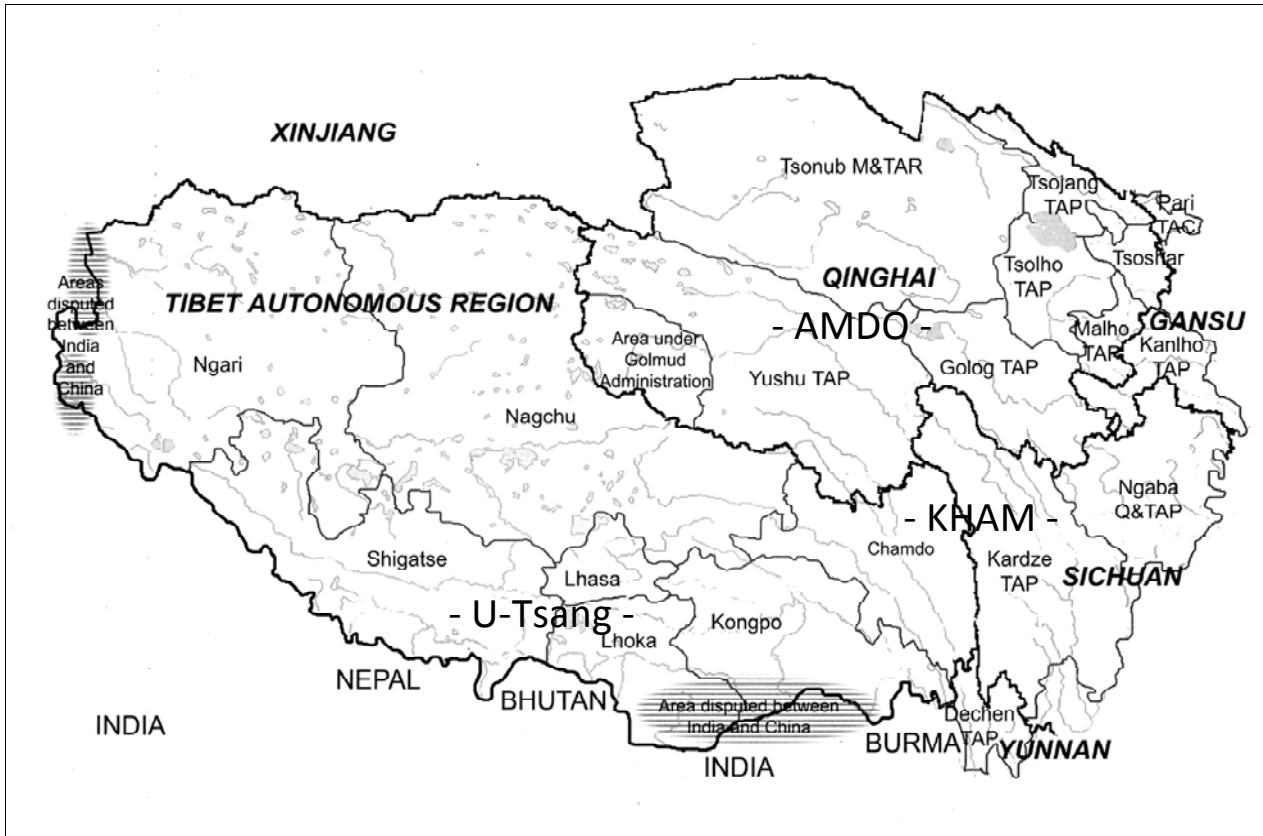 XINJIANG
Tsonub M&TAR
Tsojang
TAP
Pari
TAC
Tsoshar
Tsolho
TAP
QINGHAI
Areas
disputed
between
India
and
China
TIBET AUTONOMOUS REGION
- AMDO -
Malho
TAP
GANSU
Kanlho
TAP
Area under
Golmud
Administration
Ngari
Yushu TAP
Golog TAP
Nagchu
Ngaba
Q&TAP
- KHAM -
Chamdo
Kardze
TAP
SICHUAN
Shigatse
Lhasa
- U-Tsang -
Lhoka
Kongpo
NEPAL
BHUTAN
Area disputed between
India and China
Dechen
TAP
INDIA
BURMA
YUNNAN
INDIA